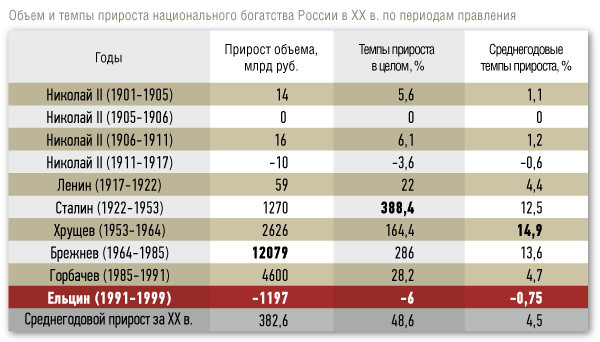 Объем и темпы прироста национального богатства России в XX в. по периодам правления
Годы Прирост объема, млрд руб. Темпы прироста в целом, % Среднегодовые темпы прироста, %
Николай II (1901-1905) 14 5,6 1,1
Николай II (1905-1906) 0 0 0
Николай II (1906-1911) 16 6,1 1,2
Николай II (1911-1917) -10 -3,6 -0,6
Ленин (1917-1922) 59 22 4,4
Сталин (1922-1953) 1270 388,4 12,5
Хрущев (1953-1964) 2626 164,4 14,9
Брежнев (1964-1985) 12079 286 13,6
Горбачев (1985-1991) 4600 28,2 4,7
Ельцин (1991-1999) -1197 -6 -0,75
Среднегодовой прирост за XX в. 382,6 48,6 4,5